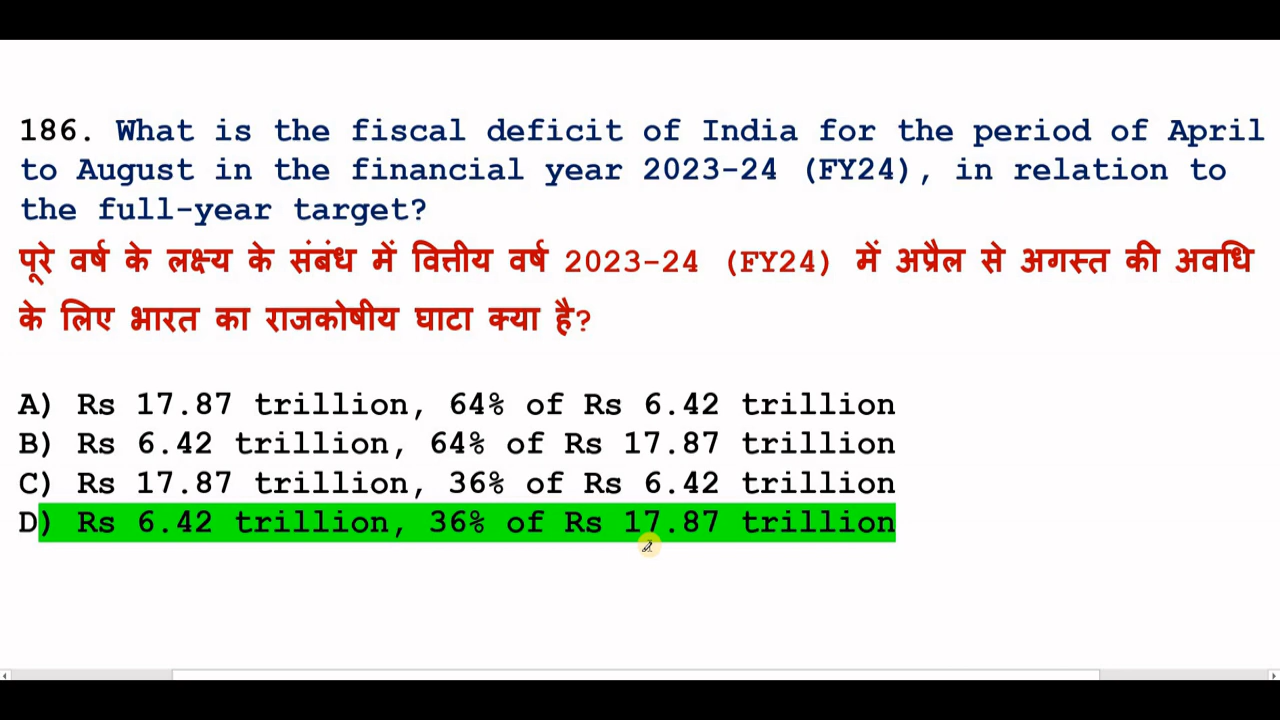 186. What is the fiscal deficit of India for the period of April
to August in the financial year 2023-24 (FY24), in relation to
the full-year target?
पूरे वर्ष के लक्ष्य के संबंध में वित्तीय वर्ष 2023-24 (FY24) में अप्रैल से अगस्त की अवधि
के लिए भारत का राजकोषीय घाटा क्या है?
A) Rs 17.87 trillion, 64% of Rs 6.42 trillion
B) Rs 6.42 trillion, 64% of Rs 17.87 trillion
C) Rs 17.87 trillion, 36% of Rs 6.42 trillion
D) Rs 6.42 trillion, 36% of Rs 17.87 trillion